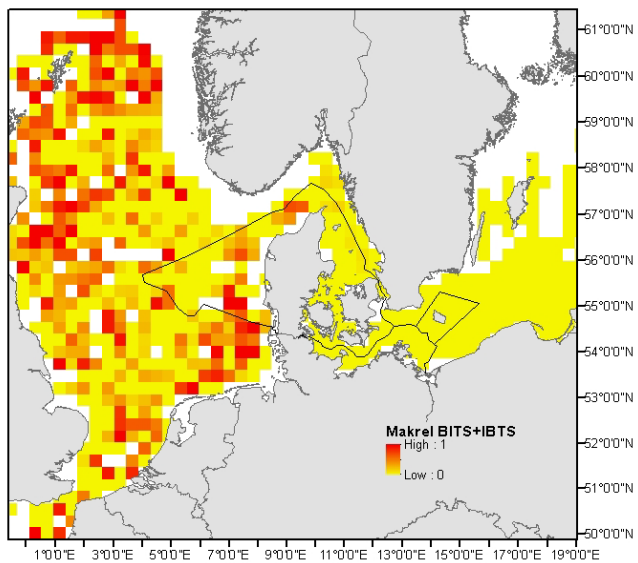 61°0'0"N
60°0'0"N
59°0'0"N
58°0'0"N
57°0'0"N
56°0'0"N
55°0'0"N
54°0'0"N
53°0'0"N
Makrel BITS+IBTS
High : 1
52°0'0"N
Low : 0
51°0'0"N
50°0'0"N
1°0'0"E 3°0'0"E 5°0'0"E 7°0'0"E 9°0'0"E 11°0'0"E 13°0'0"E 15°0'0"E 17°0'0"E 19°0'0"E